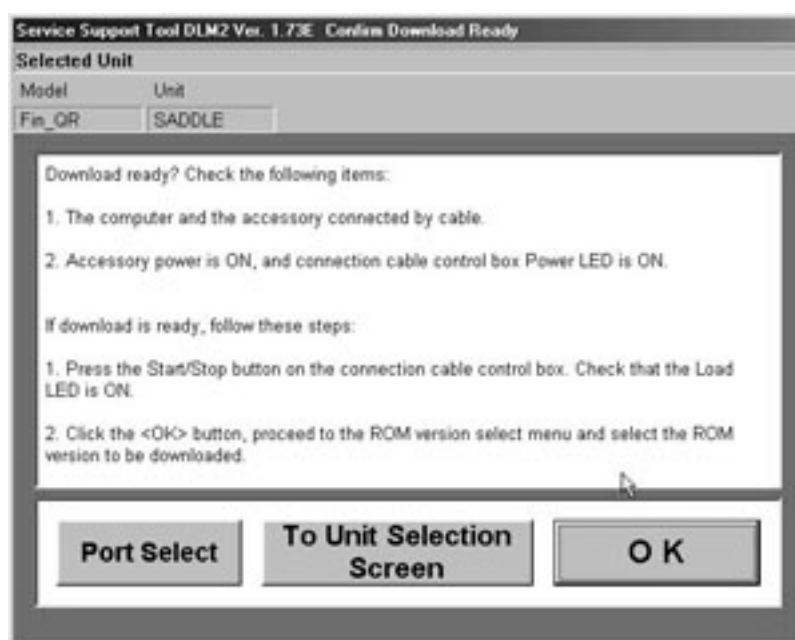 Service Support Tool DLM2 Ver. 1.73E Confirm Download Ready
Selected Unit
Model Unit
Fin_QR SADDLE
Download ready? Check the following items:
1. The computer and the accessory connected by cable.
2. Accessory power is ON, and connection cable control box Power LED is ON.
If download is ready, follow these steps:
1. Press the Start/Stop button on the connection cable control box. Check that the Load
LED is ON.
2. Click the <OK> button, proceed to the ROM version select menu and select the ROM
version to be downloaded.
Port Select
To Unit Selection
Screen
O K